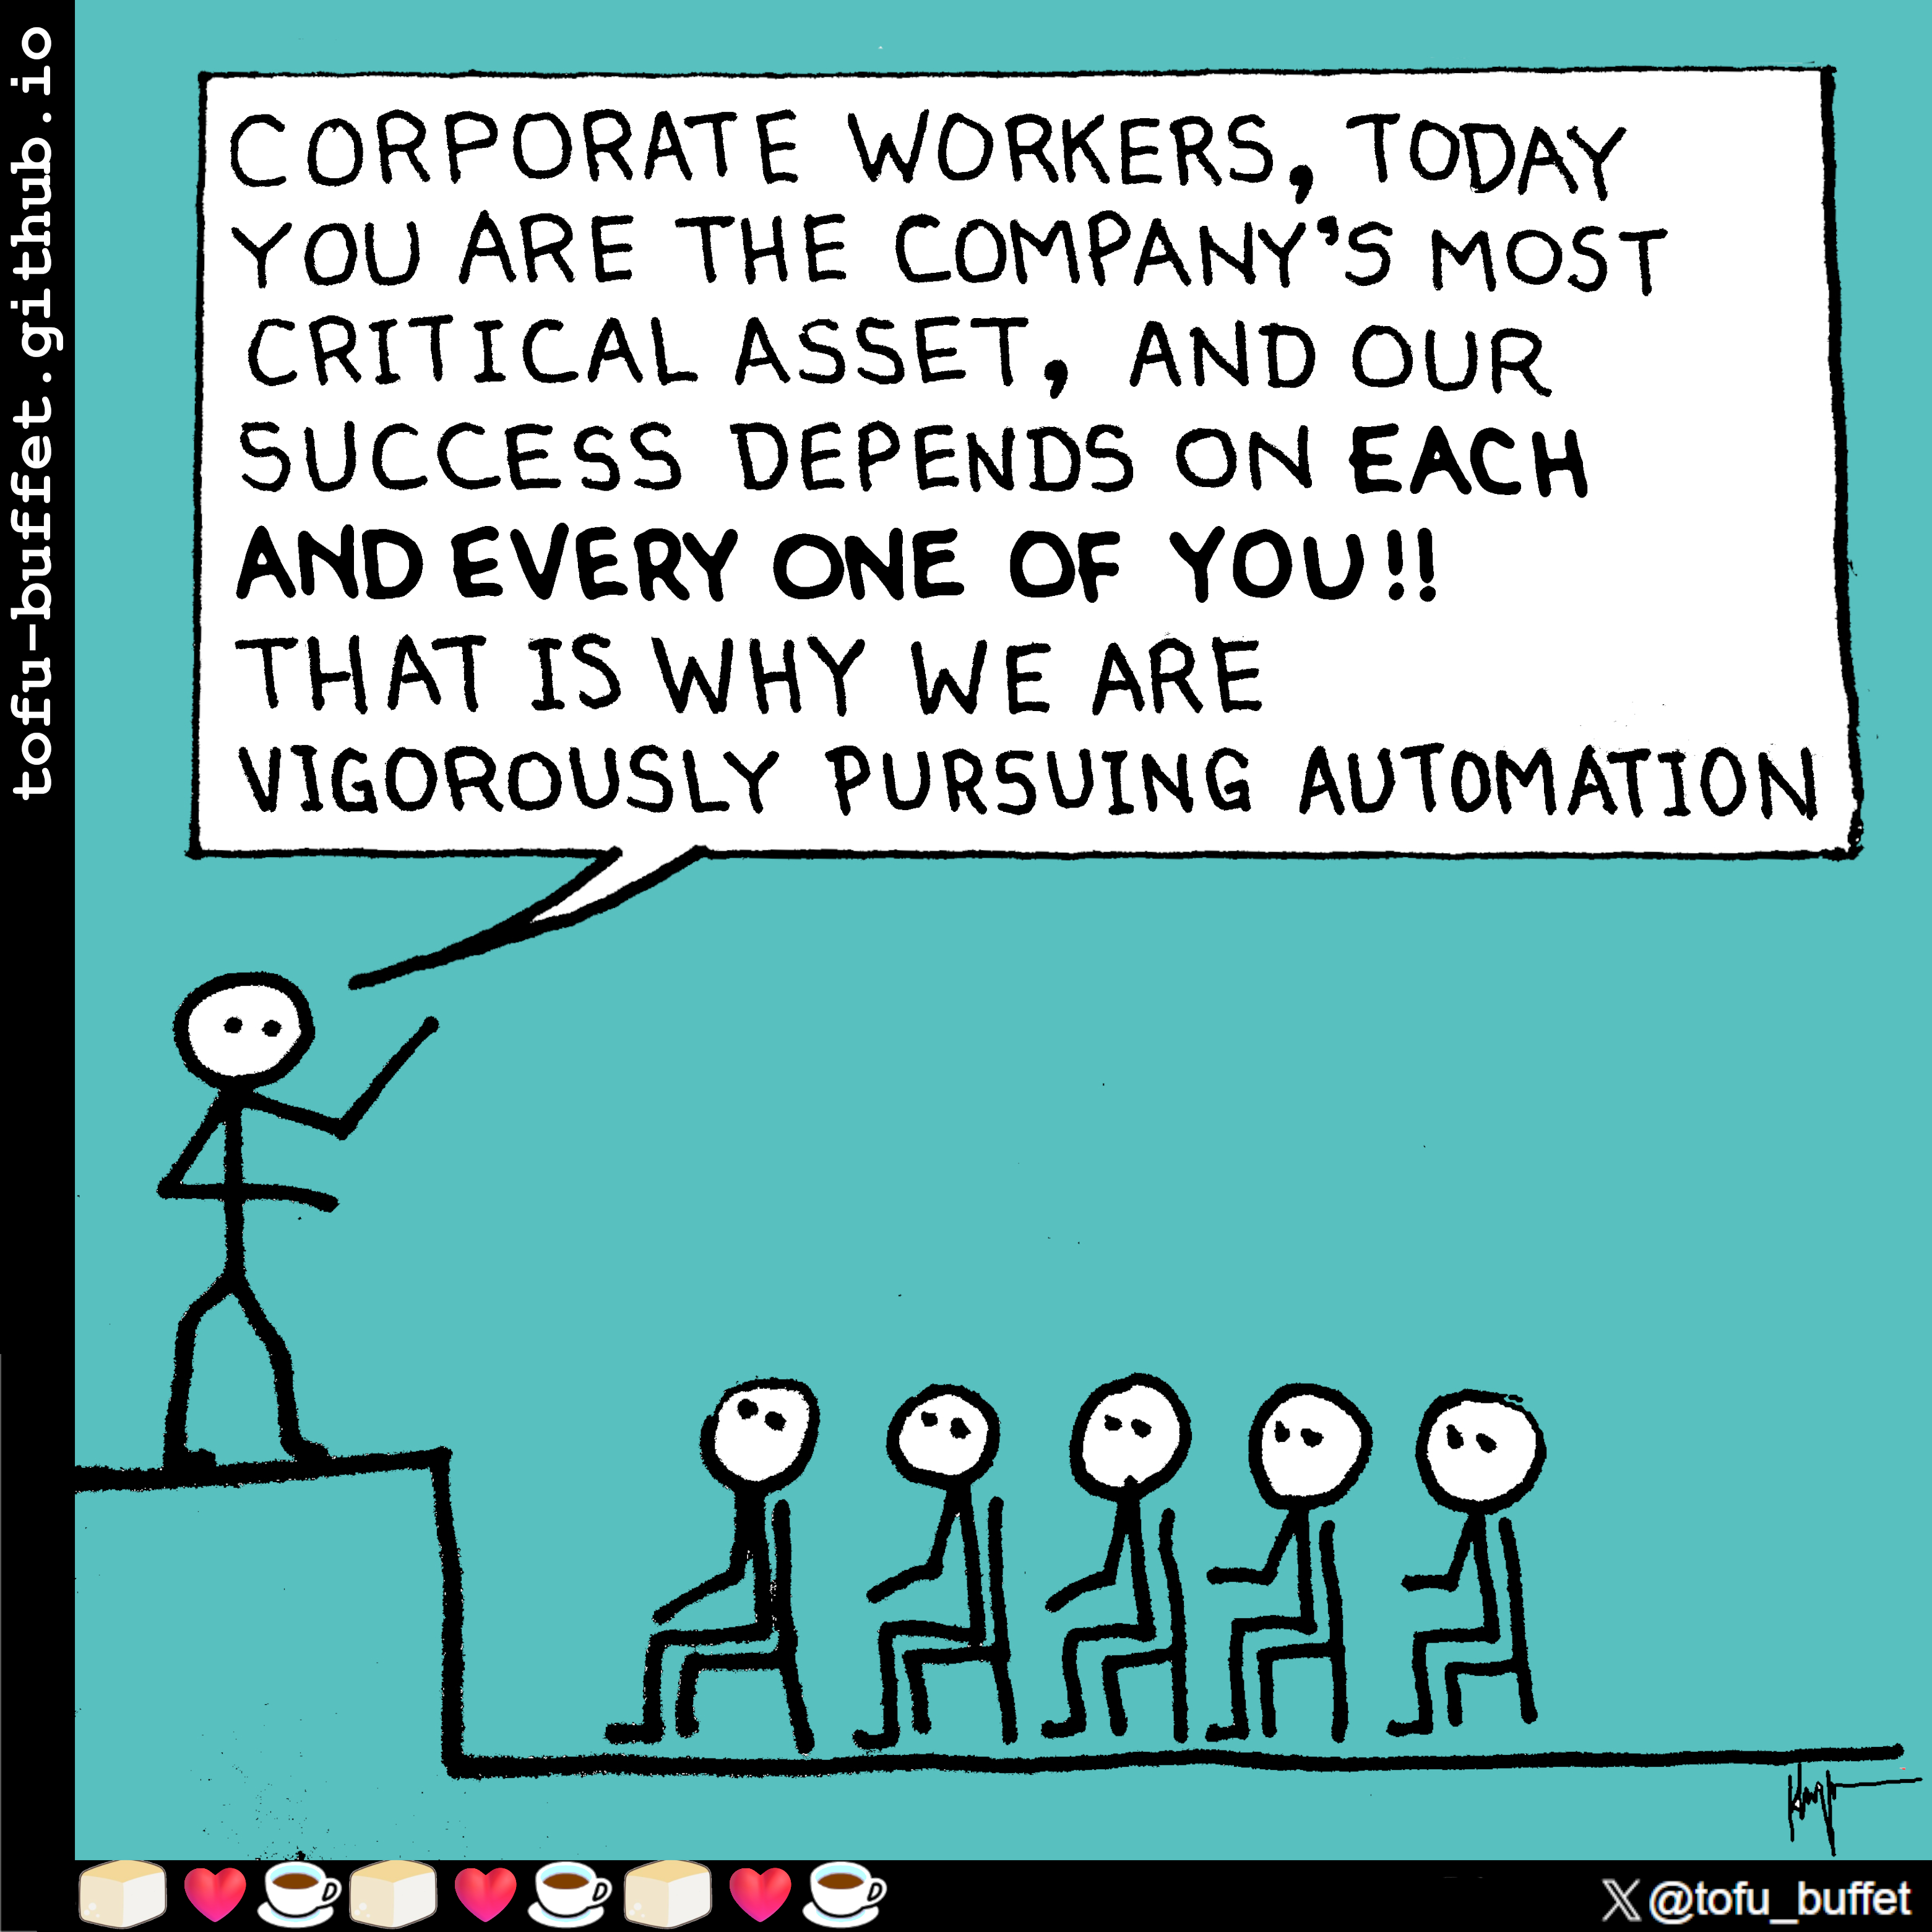 tofu-buffet.github.io
CORPORATE WORKERS, TODAY
YOU ARE THE COMPANY'S MOST
CRITICAL ASSET, AND OUR
SUCCESS DEPENDS ON EACH
AND EVERY ONE OF YOU!!
THAT IS WHY WE ARE
VIGOROUSLY PURSUING AUTOMATION
X @tofu_buffet